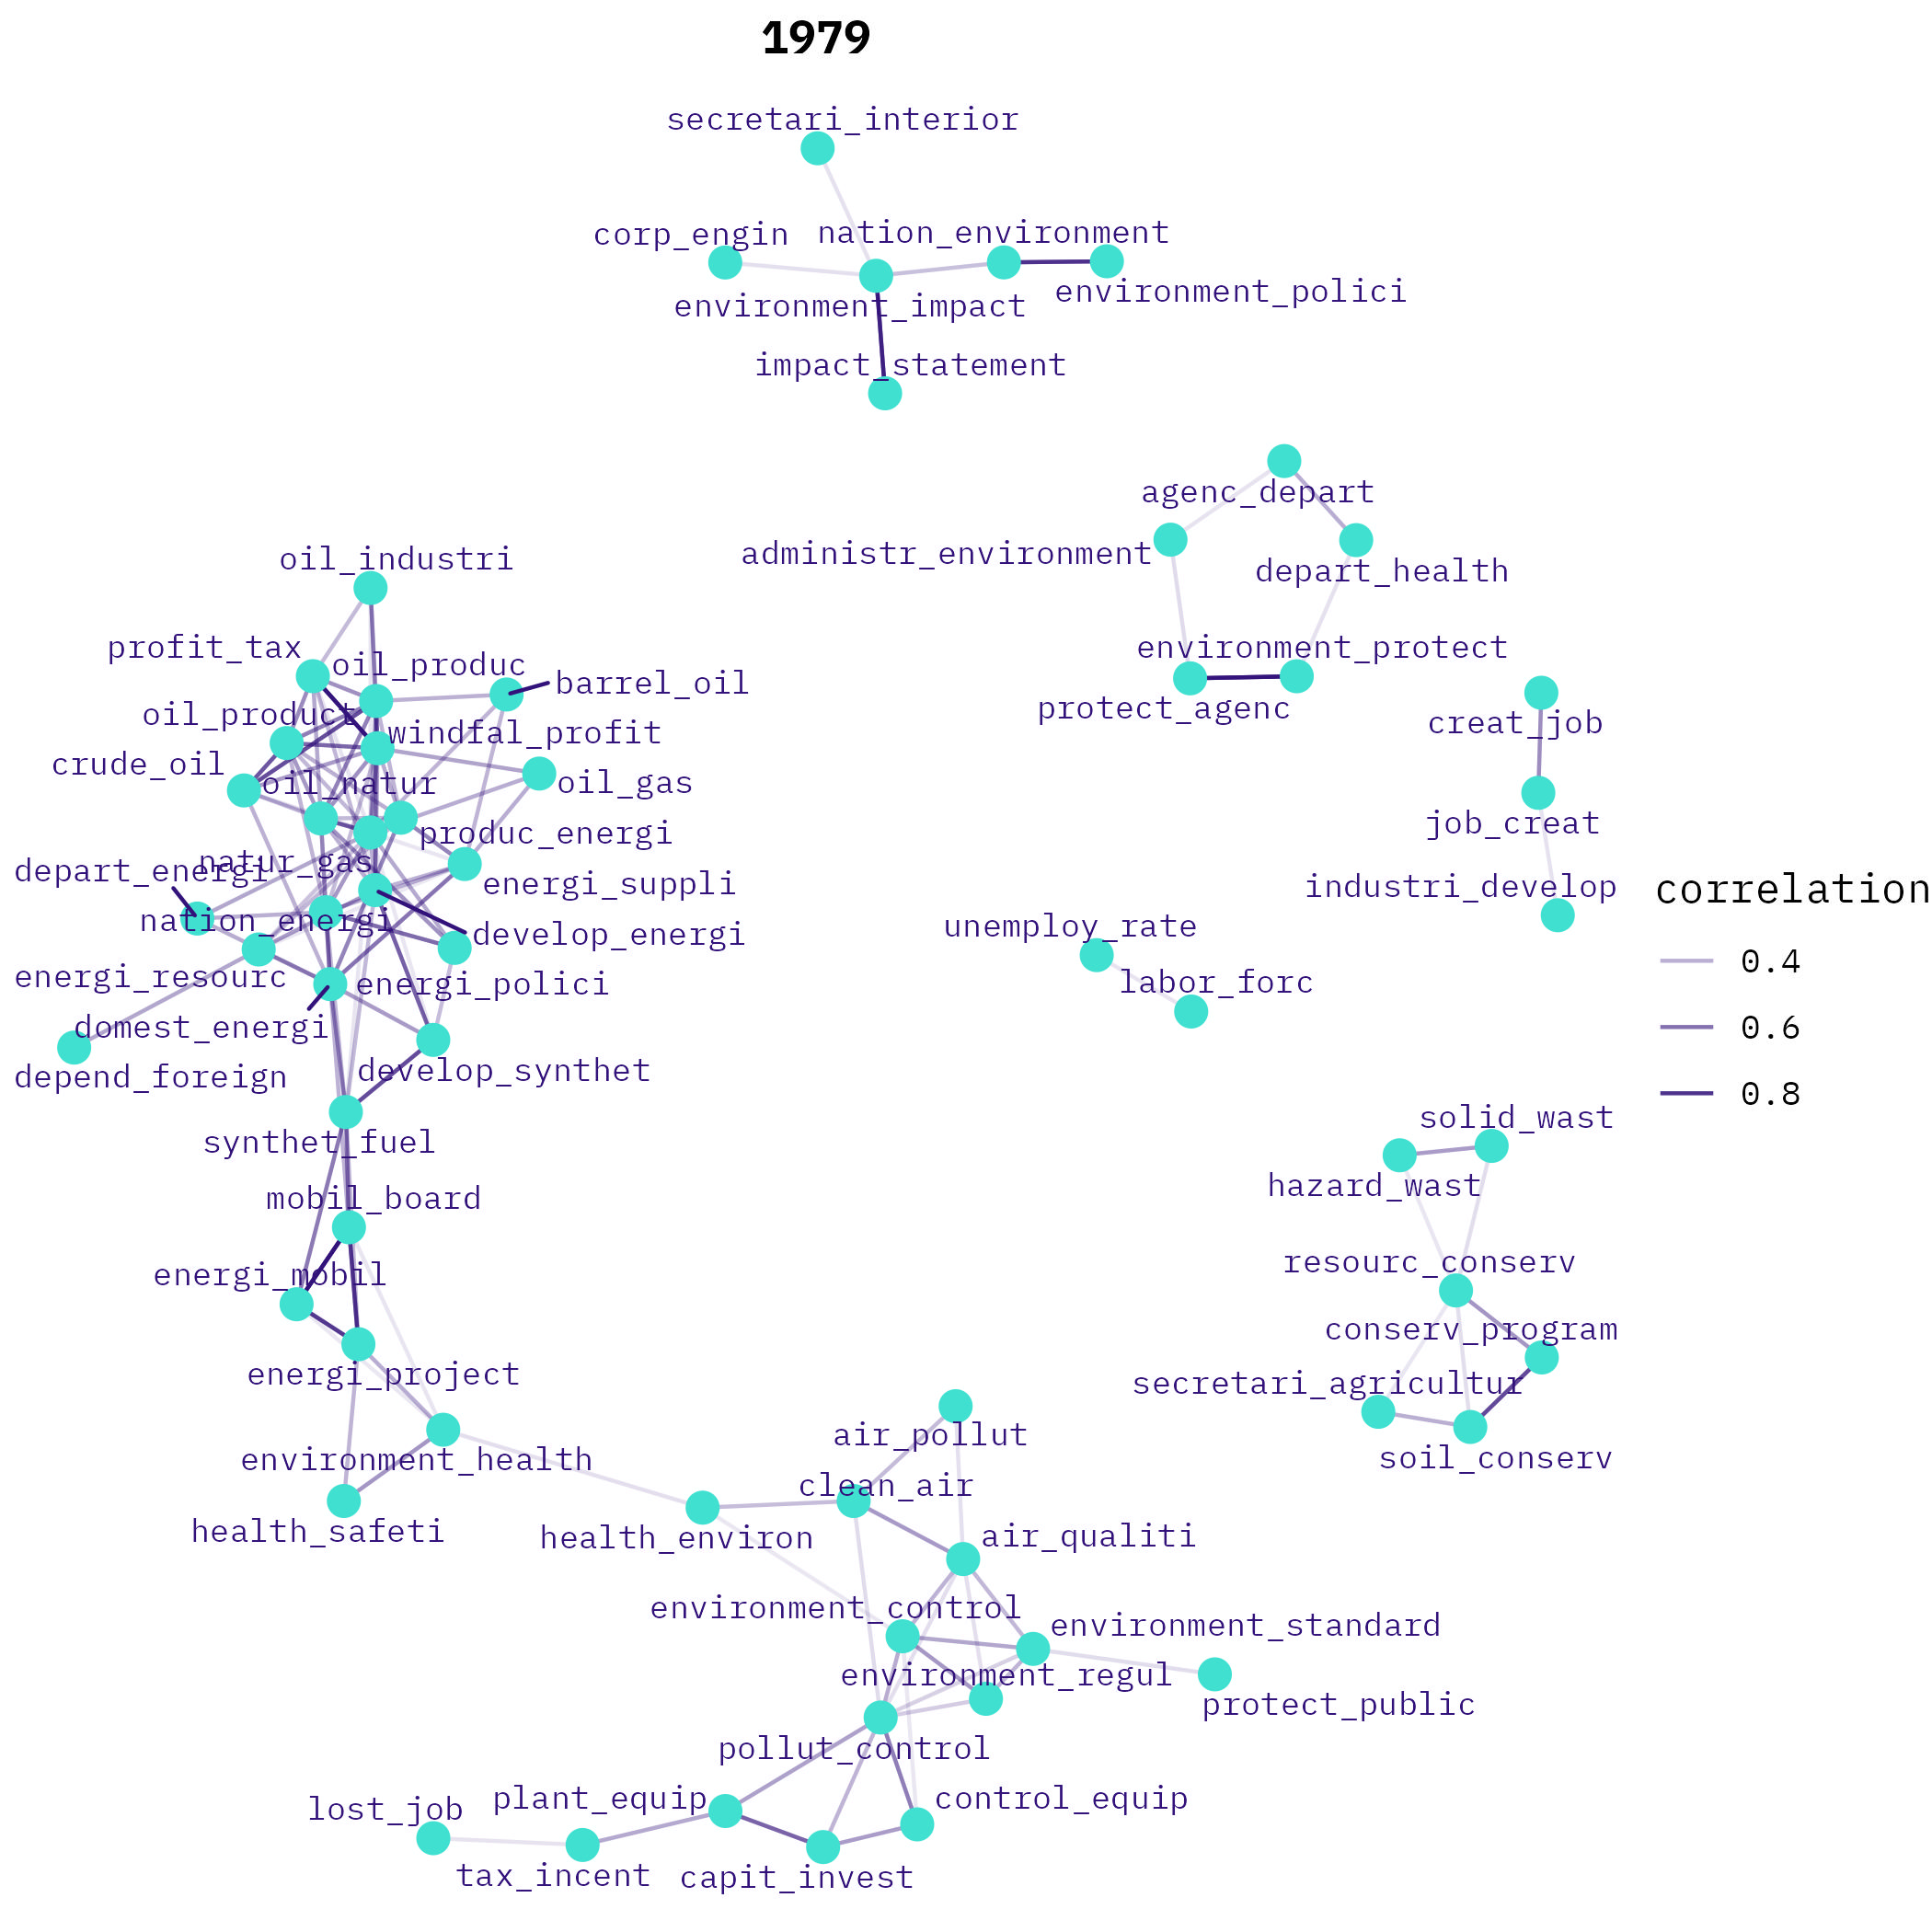 1979
secretari_interior
corp_engin
nation_environment
environment_polici
environment_impact
impact_statement
agenc_depart
administr_environment
depart_health
oil_industri
environment_protect
profit_tax
oil_produc
barrel_oil
protect_agenc
oil_product
creat_job
windfal_profit
crude_oil
oil_natur
oil_gas
job_creat
produc_energi
natur_gas
depart_energi
energi_suppli
industri_develop
correlation
nation_energi
unemploy_rate
develop_energi
0.4
energi_resourc
energi_polici
labor_forc
domest_energi
0.6
depend_foreign
develop_synthet
0.8
solid_wast
synthet_fuel
hazard_wast
mobil_board
resourc_conserv
energi_mobil
conserv_program
energi_project
secretari_agricultur
air_pollut
environment_health
soil_conserv
clean_air
health_safeti
health_environ
air_qualiti
environment_control
environment_standard
environment_regul
protect_public
pollut_control
lost_job
plant_equip
control_equip
tax_incent
capit_invest